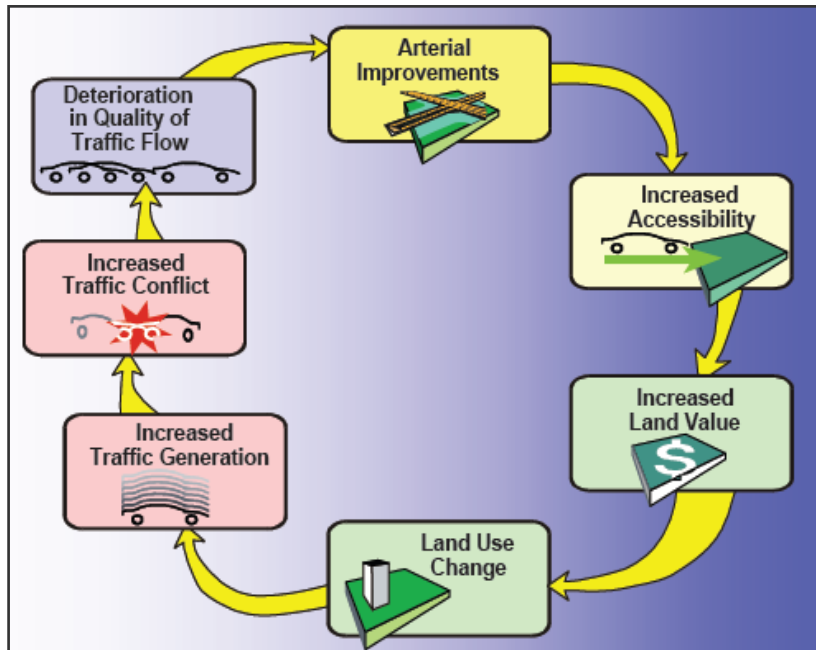 Arterial
Improvements
Increased
Accessibility
Increased
Land Value
$
Land Use
Change
Increased
Traffic Generation
Increased
Traffic Conflict
Deterioration
in Quality of
Traffic Flow